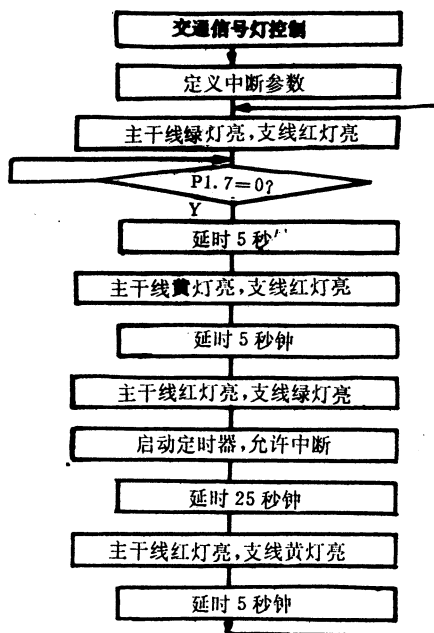 交通信号灯控制
定义中断参数
主干线绿灯亮,支线红灯亮
P1.7=0?
Y
延时5秒
主干线黄灯亮,支线红灯亮
延时5秒钟
主干线红灯亮,支线绿灯亮
启动定时器,允许中断
延时25秒钟
主干线红灯亮,支线黄灯亮
延时5秒钟